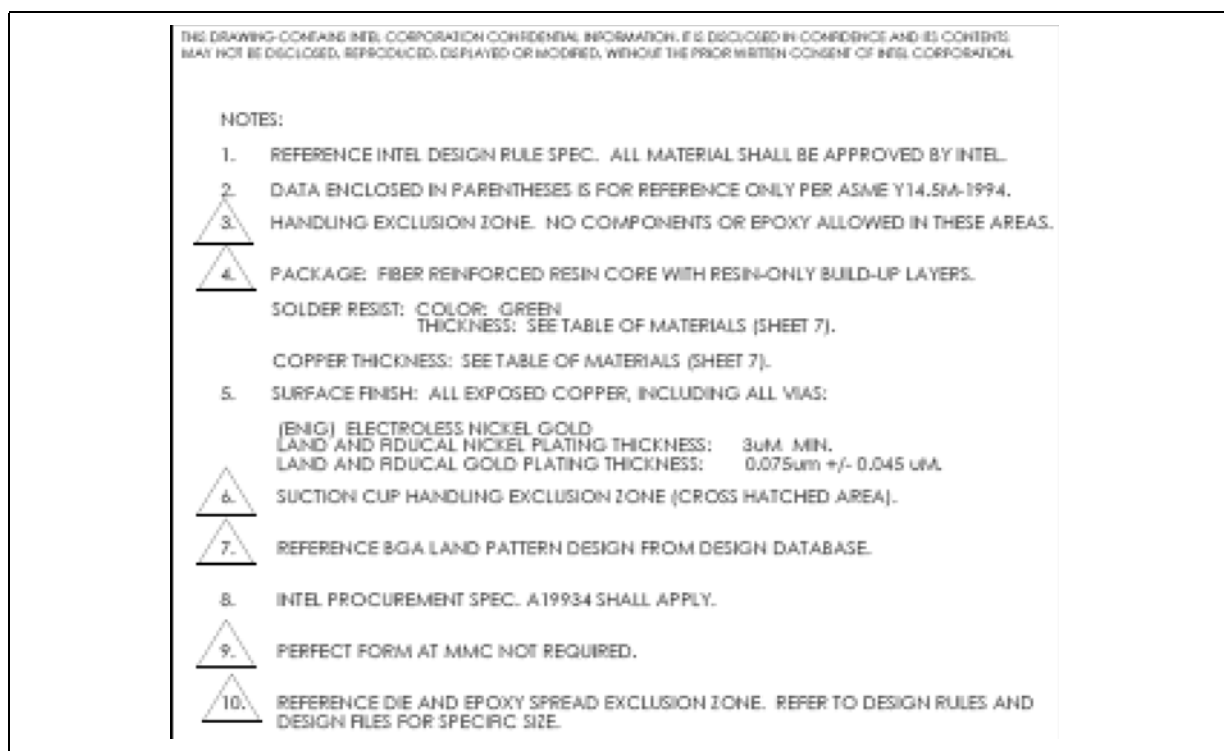 THIS DRAWING CONTAINS INTEL CORPORATION CONFIDENTIAL INFORMATION. IT IS DISCLOSED IN CONFIDENCE AND ITS CONTENTS
MAY NOT BE DISCLOSED, REPRODUCED, DISPLAYED OR MODIFIED, WITHOUT THE PRIOR WRITTEN CONSENT OF INTEL CORPORATION.
NOTES:
1. REFERENCE INTEL DESIGN RULE SPEC. ALL MATERIAL SHALL BE APPROVED BY INTEL.
2. DATA ENCLOSED IN PARENTHESES IS FOR REFERENCE ONLY PER ASME Y14.5M-1994.
3. HANDLING EXCLUSION ZONE. NO COMPONENTS OR EPOXY ALLOWED IN THESE AREAS.
4. PACKAGE: FIBER REINFORCED RESIN CORE WITH RESIN-ONLY BUILD-UP LAYERS.
SOLDER RESIST: COLOR: GREEN
THICKNESS: SEE TABLE OF MATERIALS (SHEET 7).
COPPER THICKNESS: SEE TABLE OF MATERIALS (SHEET 7).
5. SURFACE FINISH: ALL EXPOSED COPPER, INCLUDING ALL VIAS:
(ENIG) ELECTROLESS NICKEL GOLD
LAND AND FIDUCAL NICKEL PLATING THICKNESS: 3uM MIN.
LAND AND FIDUCAL GOLD PLATING THICKNESS: 0.075um +/- 0.045 uM.
6. SUCTION CUP HANDLING EXCLUSION ZONE (CROSS HATCHED AREA).
7. REFERENCE BGA LAND PATTERN DESIGN FROM DESIGN DATABASE.
8. INTEL PROCUREMENT SPEC. A19934 SHALL APPLY.
9. PERFECT FORM AT MMC NOT REQUIRED.
10. REFERENCE DIE AND EPOXY SPREAD EXCLUSION ZONE. REFER TO DESIGN RULES AND
DESIGN FILES FOR SPECIFIC SIZE.